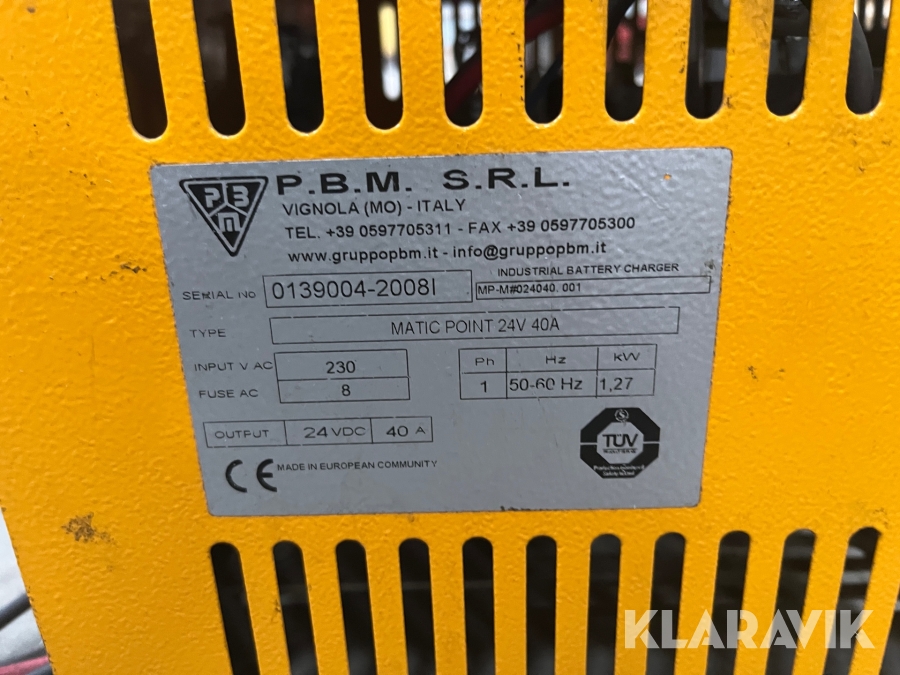 PBM
P.B.M. S.R.L.
VIGNOLA (MO) - ITALY
TEL. +39 0597705311 - FAX +39 0597705300
www.gruppopbm.it - info@gruppopbm.it
INDUSTRIAL BATTERY CHARGER
SERIAL No 0139004-2008I MP-M#024040. 001
TYPE MATIC POINT 24V 40A
INPUT V AC 230 Ph Hz kW
FUSE AC 8 1 50-60 Hz 1,27
OUTPUT 24 VDC 40 A
TÜV
CE MADE IN EUROPEAN COMMUNITY
KLARAVIK